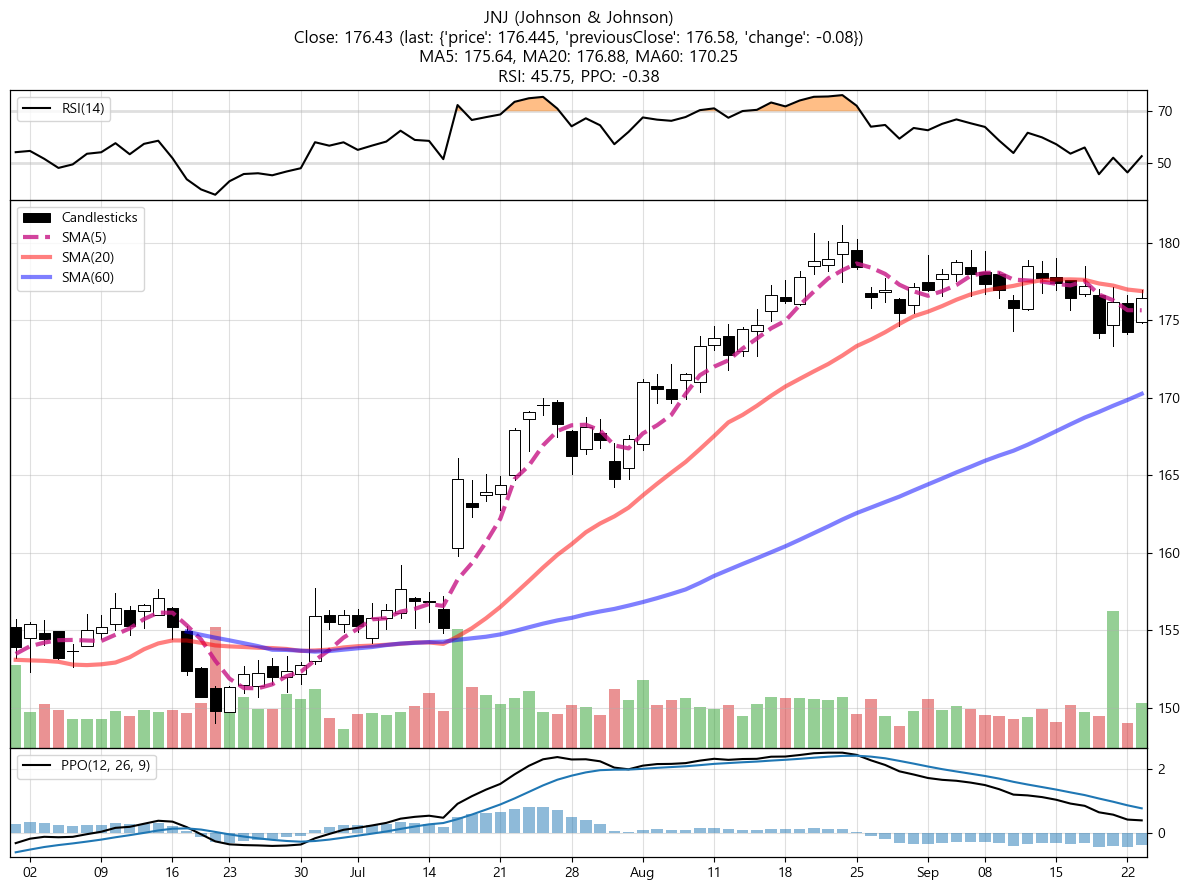 JNJ (Johnson & Johnson)
Close: 176.43 (last: {'price': 176.445, 'previousClose': 176.58, 'change': -0.08})
MA5: 175.64, MA20: 176.88, MA60: 170.25
RSI: 45.75, PPO: -0.38
RSI(14)
70
50
Candlesticks
SMA(5)
SMA(20)
SMA(60)
180
175
170
165
160
155
150
PPO(12, 26, 9)
2
0
02 09 16 23 30 Jul 14 21 28 Aug 11 18 25 Sep 08 15 22